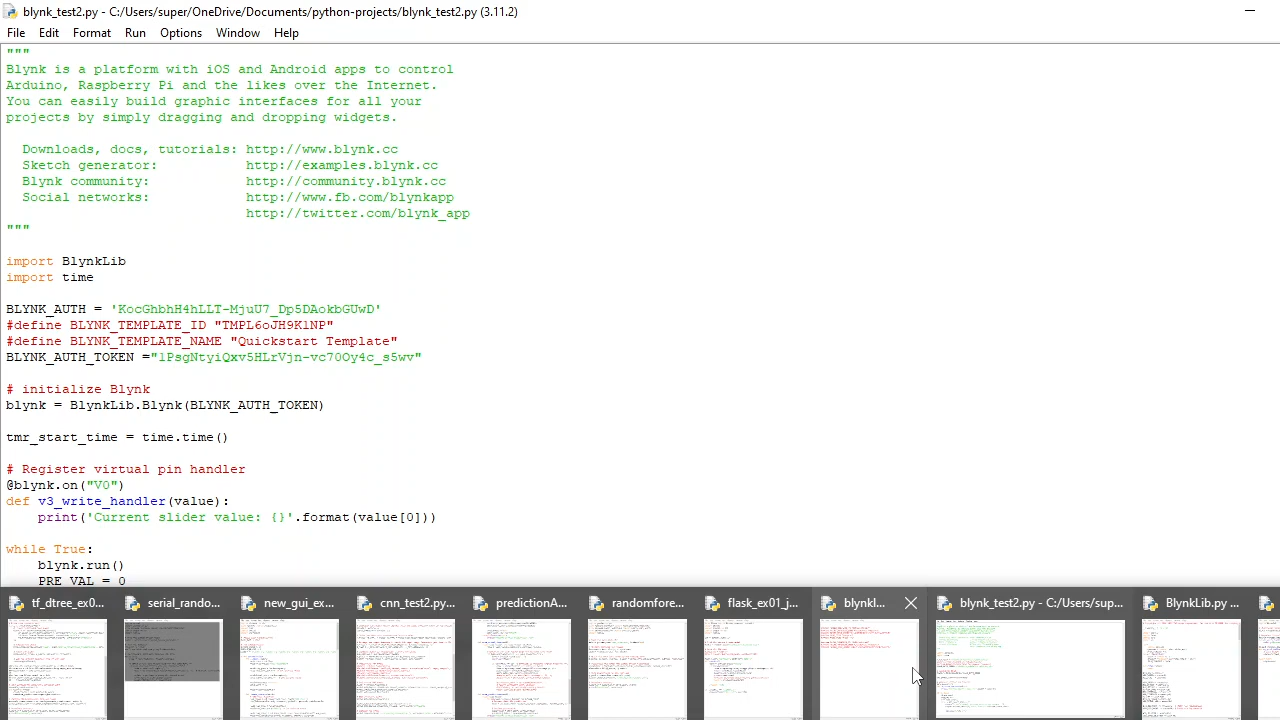 blynk_test2.py - C:/Users/super/OneDrive/Documents/python-projects/blynk_test2.py (3.11.2)
File Edit Format Run Options Window Help
"""
Blynk is a platform with iOS and Android apps to control
Arduino, Raspberry Pi and the likes over the Internet.
You can easily build graphic interfaces for all your
projects by simply dragging and dropping widgets.
Downloads, docs, tutorials: http://www.blynk.cc
Sketch generator: http://examples.blynk.cc
Blynk community: http://community.blynk.cc
Social networks: http://www.fb.com/blynkapp
http://twitter.com/blynk_app
"""
import BlynkLib
import time
BLYNK_AUTH = 'KocGhbhH4hLLT-MjuU7_Dp5DAokbGUwD'
#define BLYNK_TEMPLATE_ID "TMPL6oJH9K1NP"
#define BLYNK_TEMPLATE_NAME "Quickstart Template"
BLYNK_AUTH_TOKEN ="lPsgNtyiQxv5HLrVjn-vc70Oy4c_s5wv"
# initialize Blynk
blynk = BlynkLib.Blynk(BLYNK_AUTH_TOKEN)
tmr_start_time = time.time()
# Register virtual pin handler
@blynk.on("V0")
def v3_write_handler(value):
print('Current slider value: {}'.format(value[0]))
while True:
blynk.run()
PRE_VAL = 0
tf_dtree_ex0... serial_rando... new_gui_ex... cnn_test2.py... predictionA... randomfore... flask_ex01_j... blynkl... blynk_test2.py - C:/Users/sup... BlynkLib.py ...